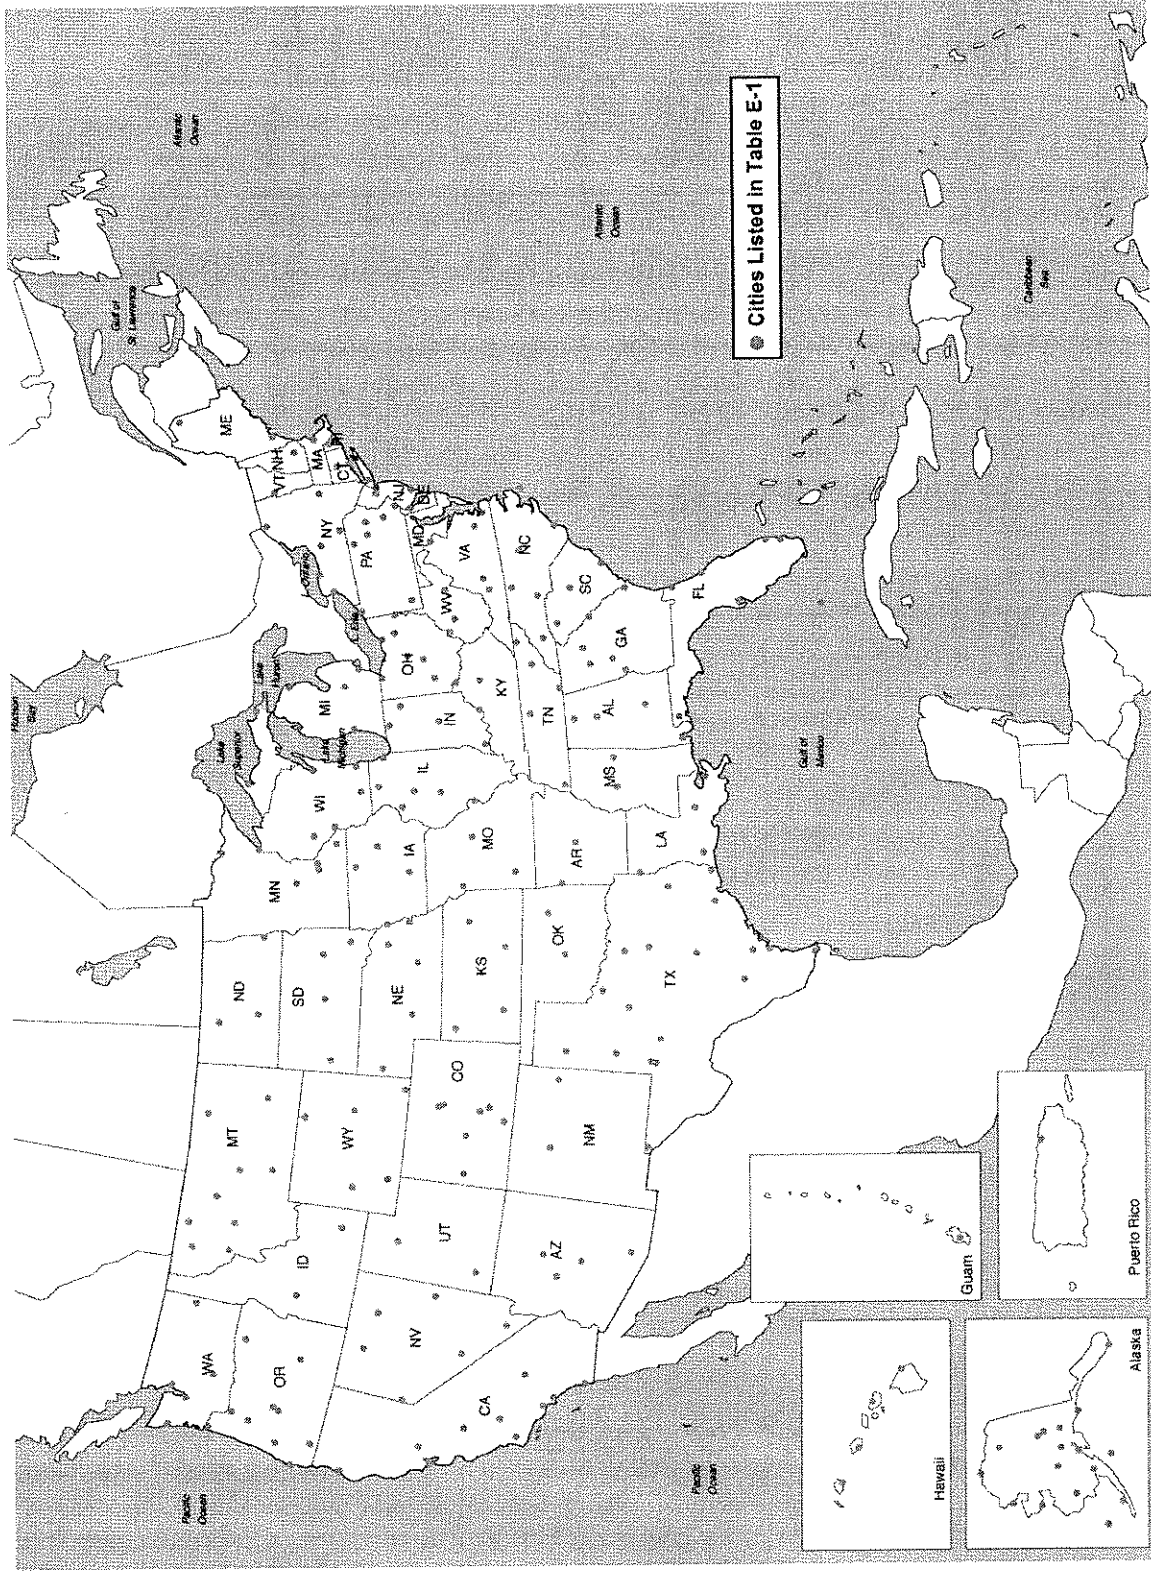 Hudson
Bay
Atlantic
Ocean
Gulf of
St. Lawrence
Lake
Superior
Lake
Huron
Lake
Michigan
L. Erie
Ontario
WA
MT
ND
MN
WI
MI
NY
VT
NH
ME
MA
CT
RI
OR
ID
WY
SD
IA
IL
IN
OH
PA
NJ
DE
MD
NV
UT
CO
NE
KS
MO
KY
WV
VA
CA
AZ
NM
OK
TX
AR
LA
TN
MS
AL
GA
NC
SC
FL
Atlantic
Ocean
Pacific
Ocean
Pacific
Ocean
Gulf of
Mexico
Caribbean
Sea
Cities Listed in Table E-1
Hawaii
Guam
Alaska
Puerto Rico